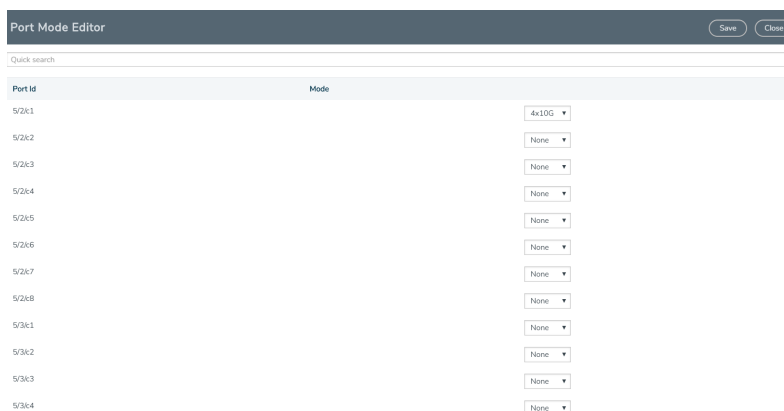 Port Mode Editor Save Close
Quick search
Port Id Mode
5/2/c1 4x10G
5/2/c2 None
5/2/c3 None
5/2/c4 None
5/2/c5 None
5/2/c6 None
5/2/c7 None
5/2/c8 None
5/3/c1 None
5/3/c2 None
5/3/c3 None
5/3/c4 None